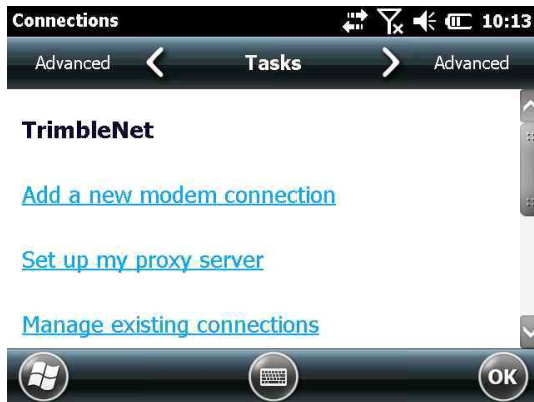 Connections 10:13
Advanced Tasks Advanced
TrimbleNet
Add a new modem connection
Set up my proxy server
Manage existing connections
OK